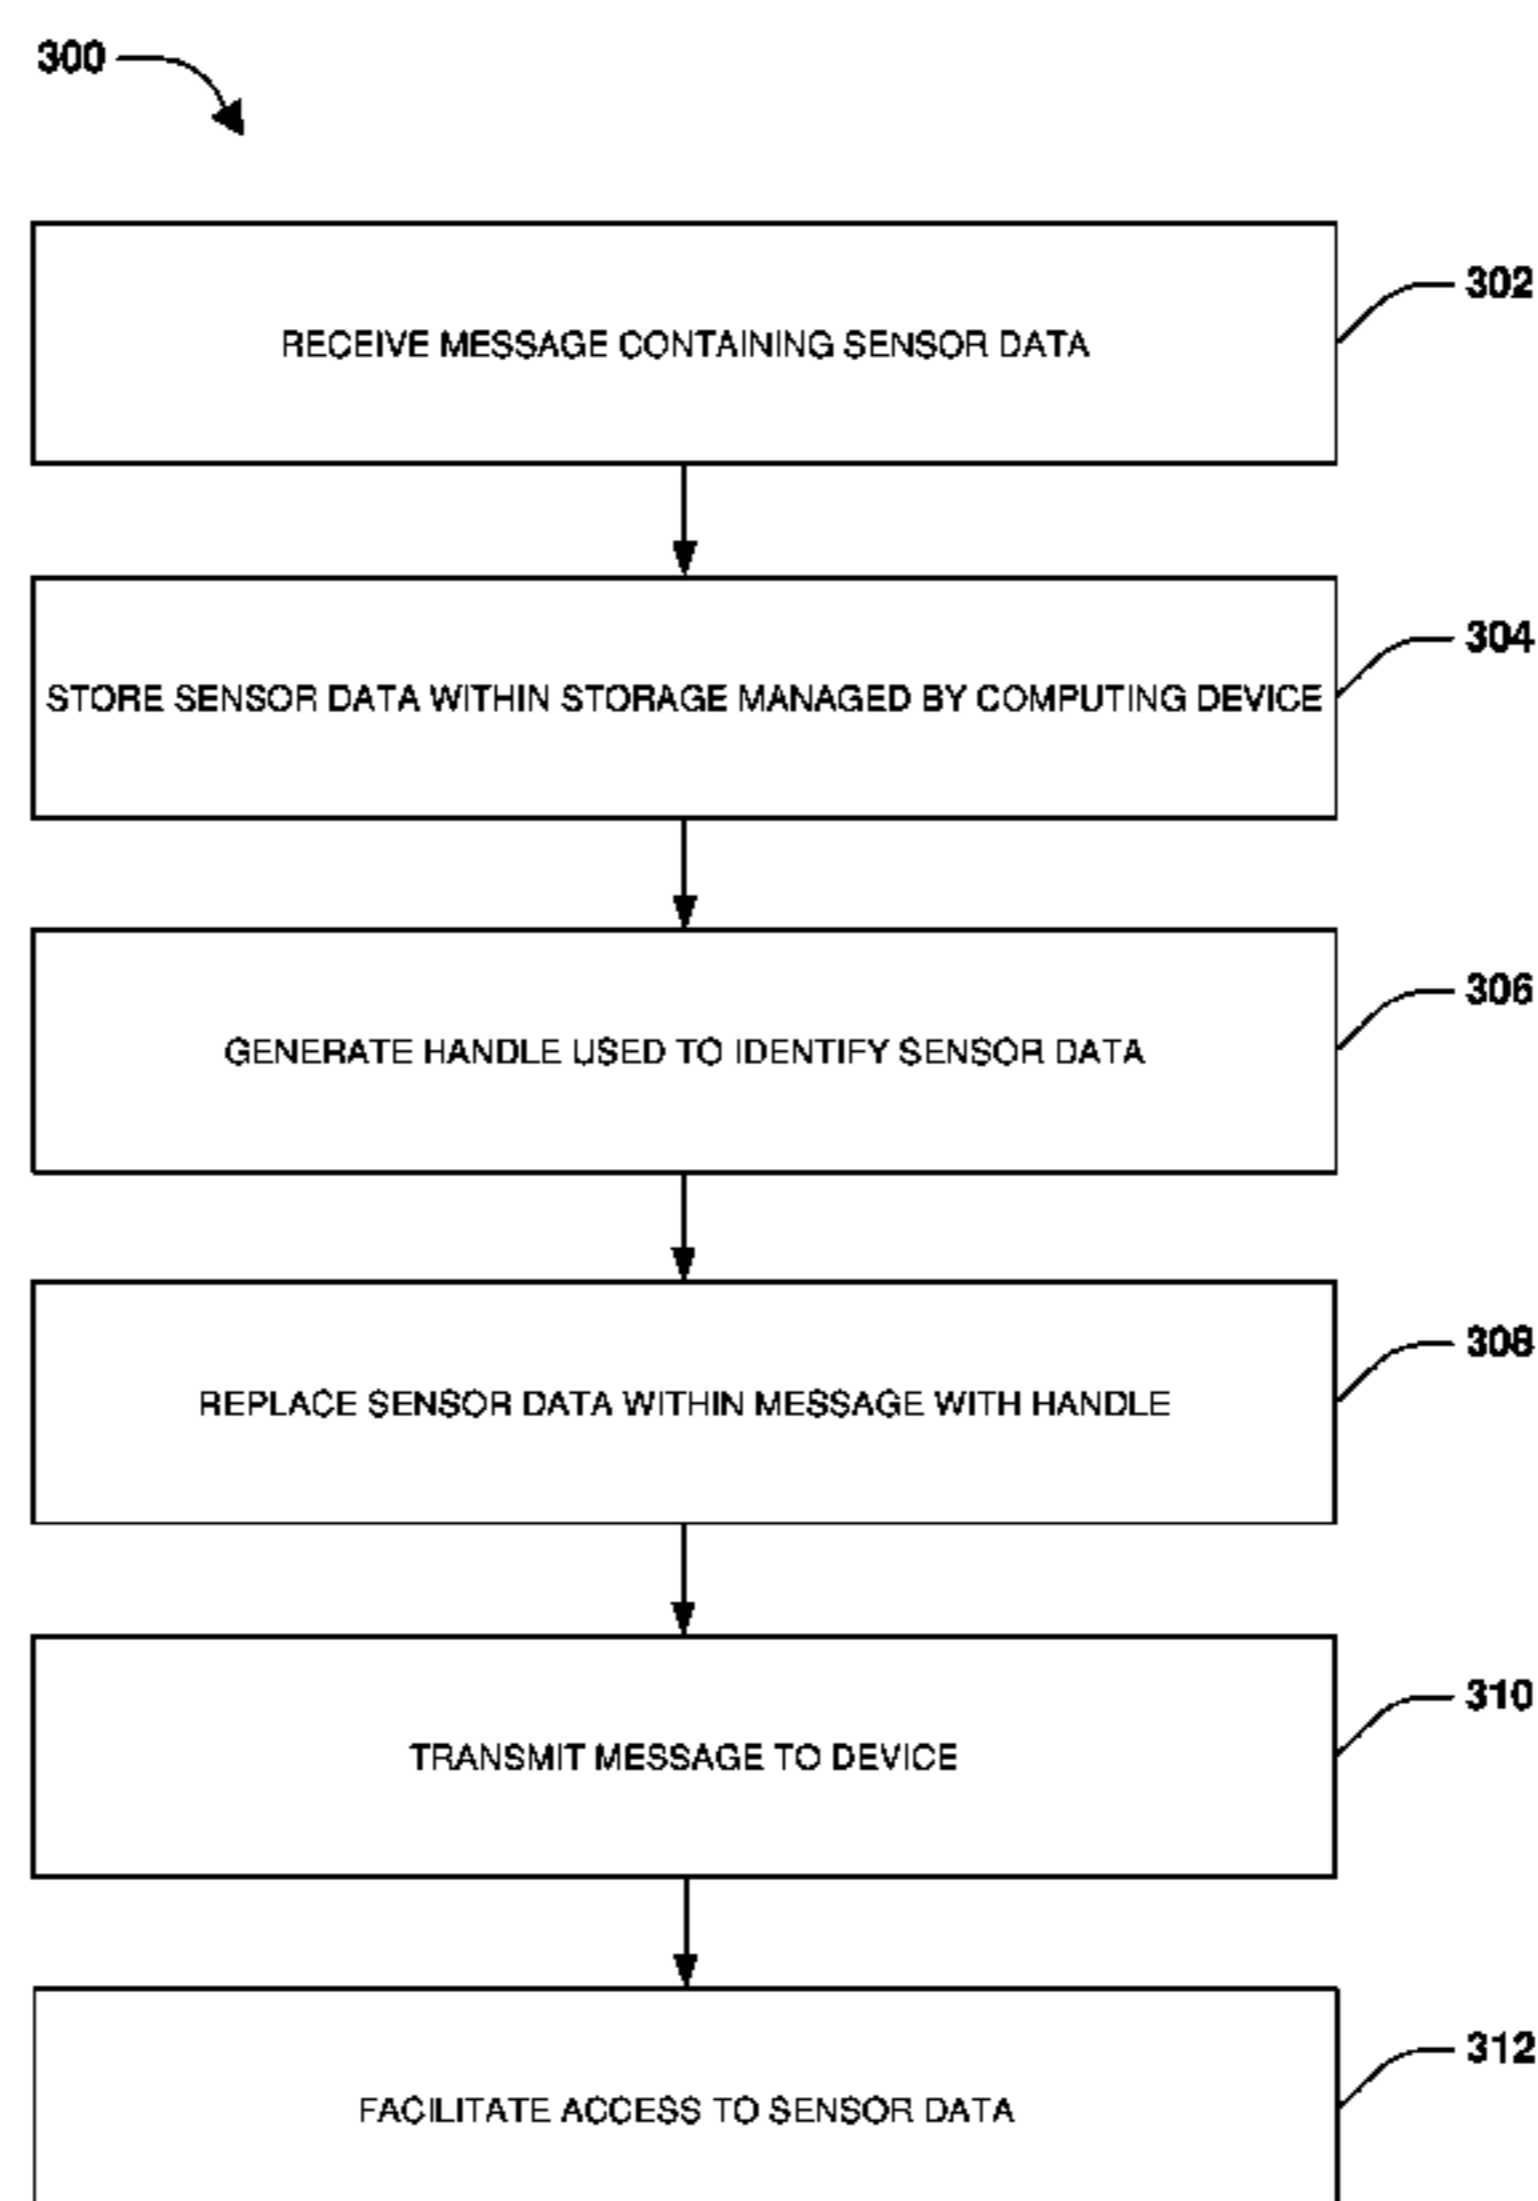 300
RECEIVE MESSAGE CONTAINING SENSOR DATA
302
STORE SENSOR DATA WITHIN STORAGE MANAGED BY COMPUTING DEVICE
304
GENERATE HANDLE USED TO IDENTIFY SENSOR DATA
306
REPLACE SENSOR DATA WITHIN MESSAGE WITH HANDLE
308
TRANSMIT MESSAGE TO DEVICE
310
FACILITATE ACCESS TO SENSOR DATA
312